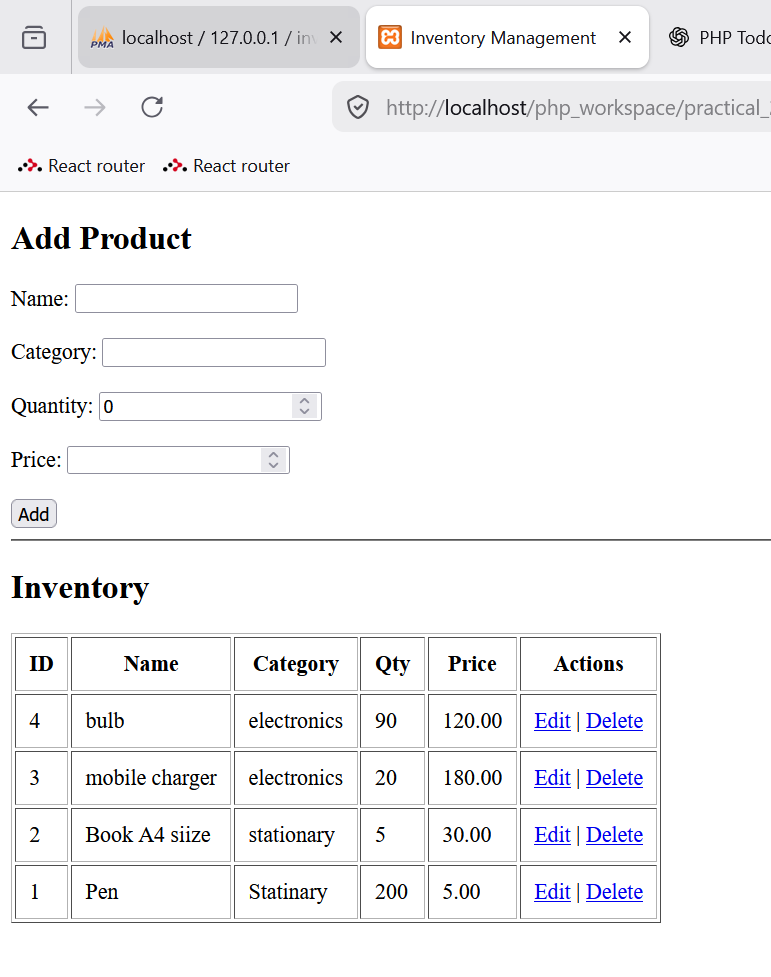 PMA localhost / 127.0.0.1 / inv Inventory Management PHP Todo
http://localhost/php_workspace/practical_
React router React router
Add Product
Name:
Category:
Quantity: 0
Price:
Add
Inventory
ID Name Category Qty Price Actions
4 bulb electronics 90 120.00 Edit | Delete
3 mobile charger electronics 20 180.00 Edit | Delete
2 Book A4 siize stationary 5 30.00 Edit | Delete
1 Pen Statinary 200 5.00 Edit | Delete